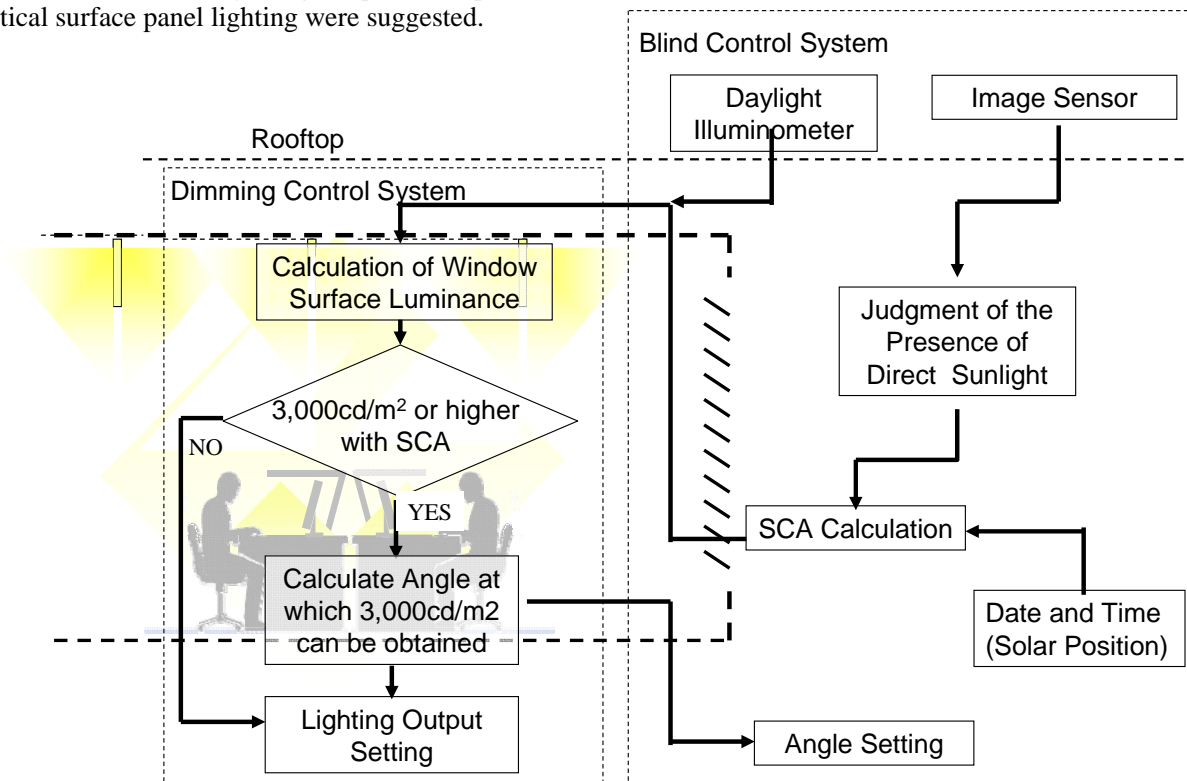 tical surface panel lighting were suggested.
Blind Control System
Daylight
Illuminometer
Image Sensor
Rooftop
Dimming Control System
Calculation of Window
Surface Luminance
Judgment of the
Presence of
Direct Sunlight
3,000cd/m² or higher
with SCA
NO
YES
SCA Calculation
Calculate Angle at
which 3,000cd/m2
can be obtained
Date and Time
(Solar Position)
Lighting Output
Setting
Angle Setting